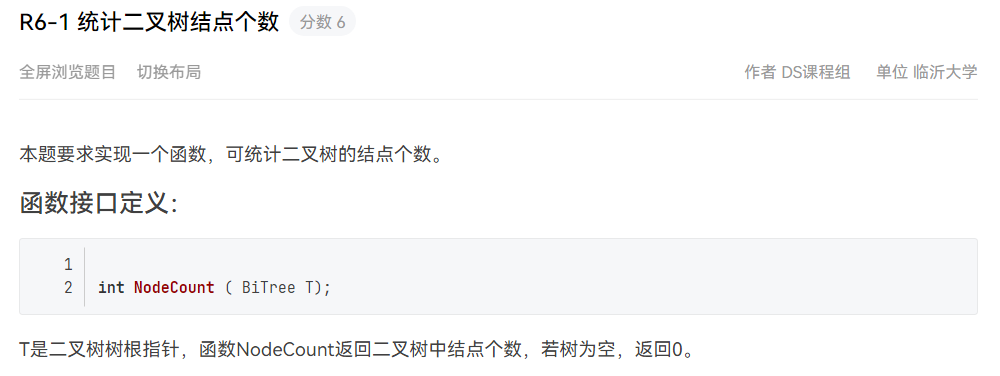 R6-1 统计二叉树结点个数 分数 6
全屏浏览题目 切换布局 作者 DS课程组 单位 临沂大学
本题要求实现一个函数，可统计二叉树的结点个数。
函数接口定义：
1
2 int NodeCount ( BiTree T);
T是二叉树树根指针，函数NodeCount返回二叉树中结点个数，若树为空，返回0。